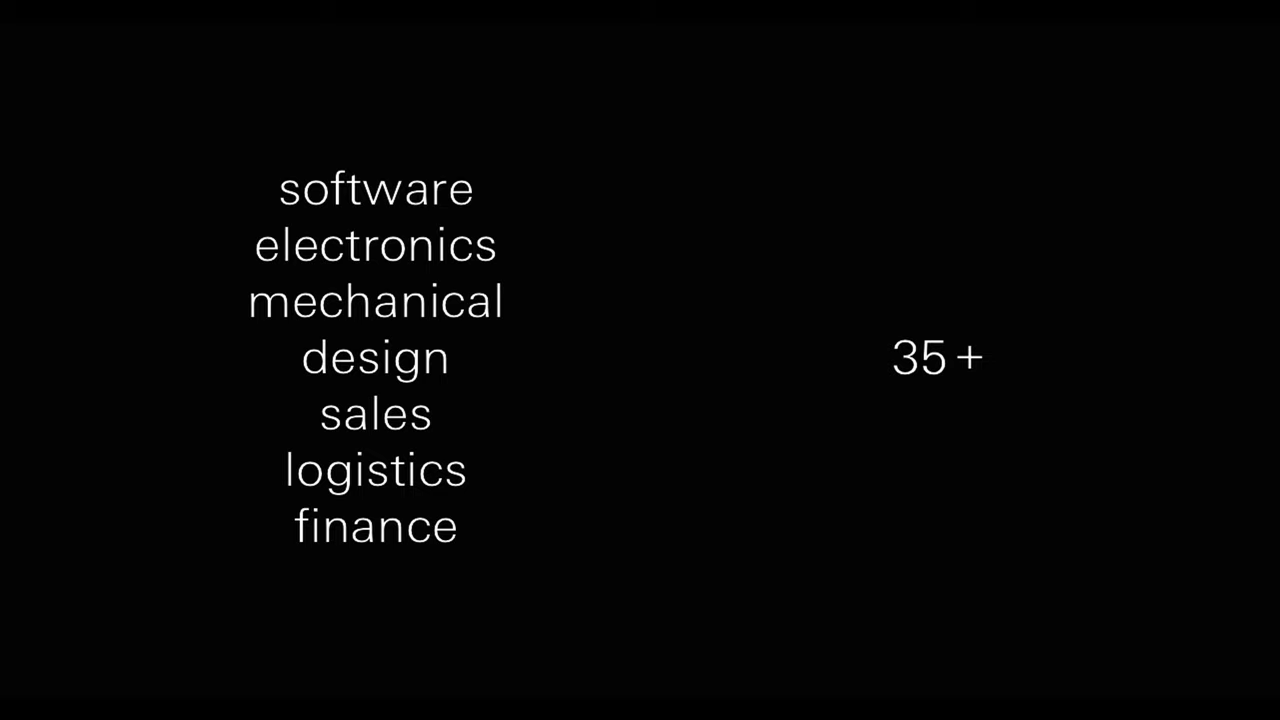 software
electronics
mechanical
design
sales
logistics
finance
35 +